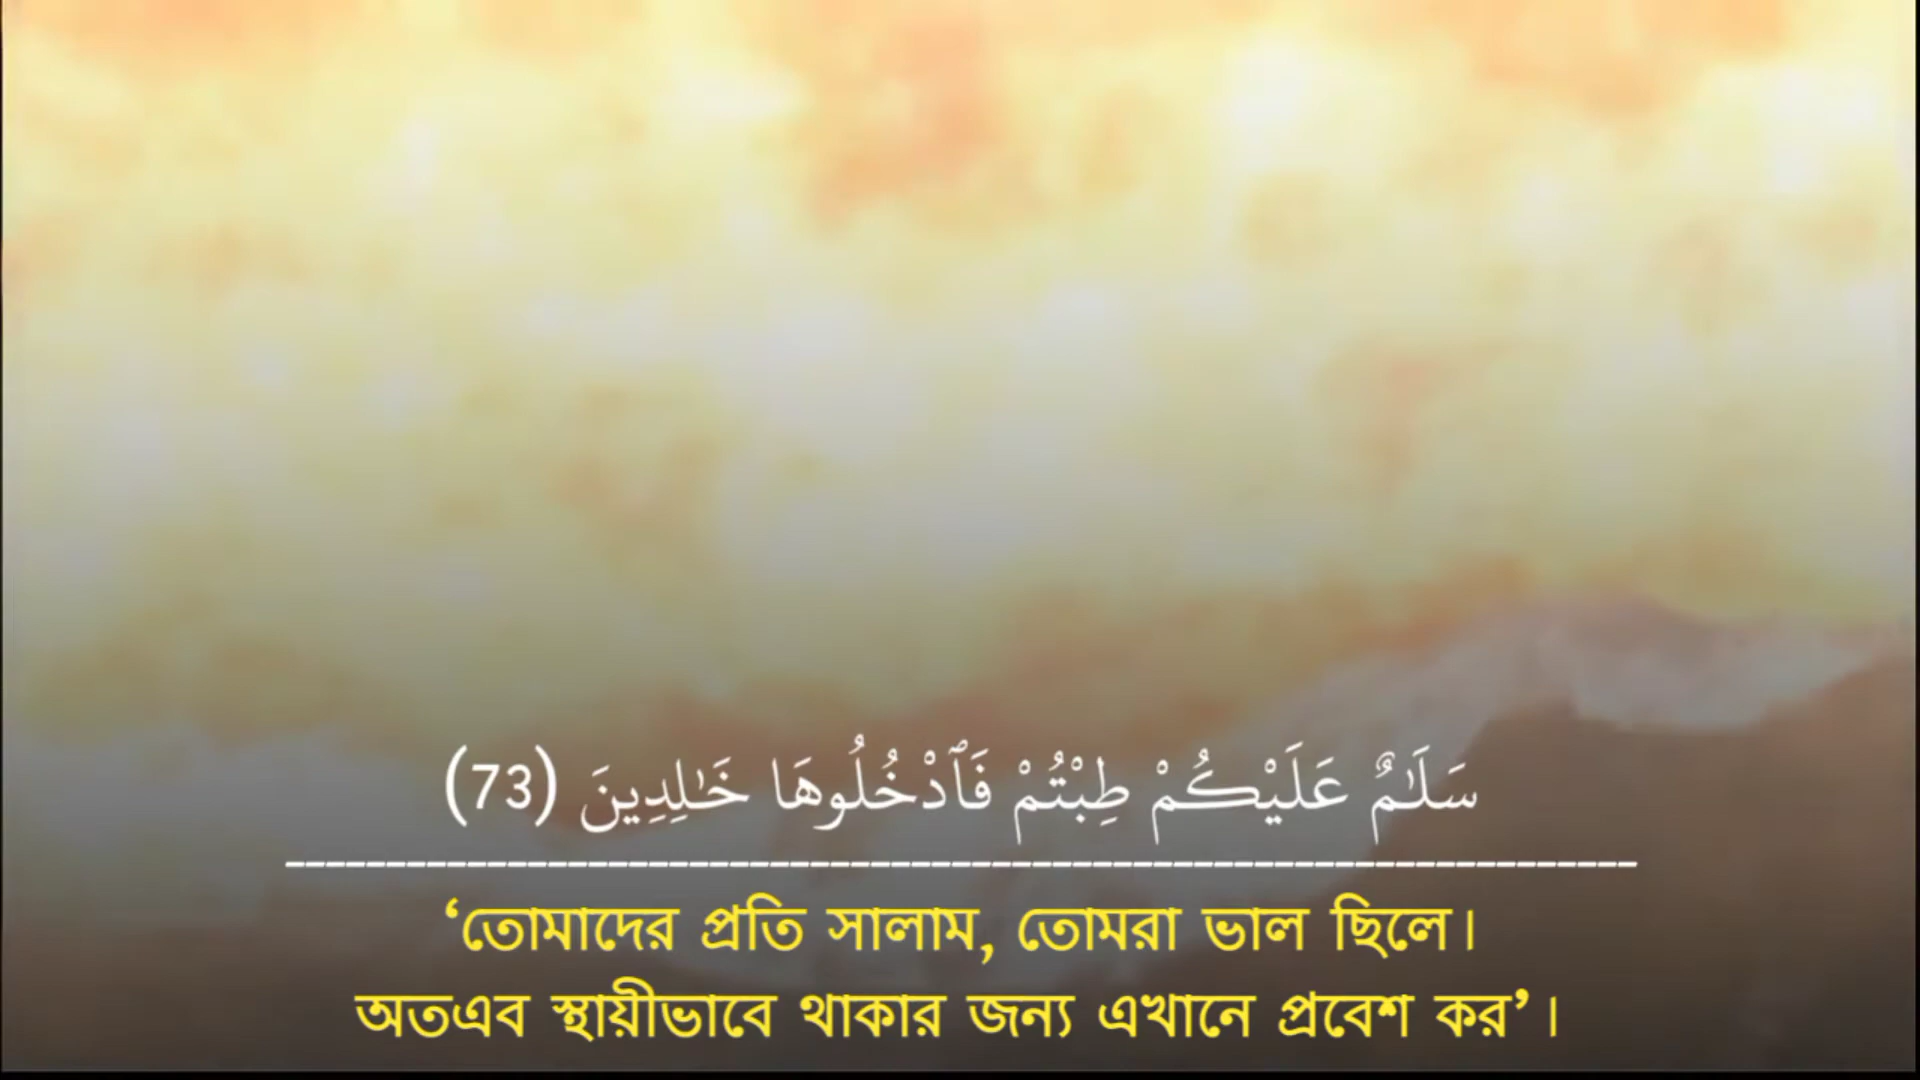 سَلَـٰمٌ عَلَيْكُمْ طِبْتُمْ فَٱدْخُلُوهَا خَـٰلِدِينَ (73)
‘তোমাদের প্রতি সালাম, তোমরা ভাল ছিলে।
অতএব স্থায়ীভাবে থাকার জন্য এখানে প্রবেশ কর’।